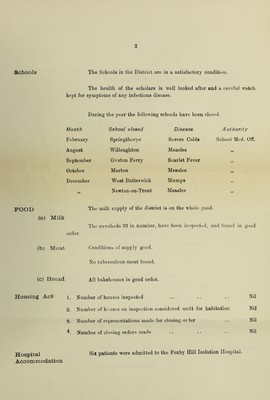 3
Schools The Schools in the District are in a satisfactory condition.
The health of the scholars is well looked after and a careful watch
kept for symptoms of any infectious disease.
During the year the following schools have been closed.
Month School closed Disease Authority
February Springthorpe Severe Colds School Med. Off.
August Willoughton Measles „
September Gunton Ferry Scarlet Fever „
October Marton Measles „
December West Butterwick Mumps „
„ Newton-on-Trent Measles „
FOOD The milk supply of the district is on the whole good.
(a) Milk
The cowsheds 33 in number, have been inspected, and found in good
order.
(b) Meat Conditions of supply good.
No tuberculous meat found.
(c) Bread All bakehouses in good order.
Housing Act 1. Number of houses inspected .. .. .. Nil
2. Number of houses on inspection considered unfit for habitation Nil
3. Number of representations made for closing order .. .. Nil
4. Number of closing orders made .. .. .. Nil
Hospital Six patients were admitted to the Foxby Hill Isolation Hospital.
Accommodation